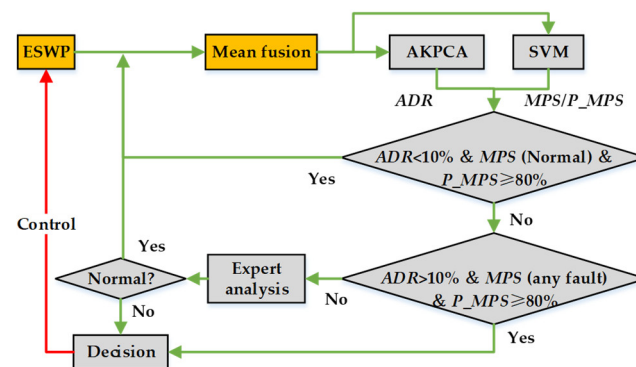 ESWP
Mean fusion
AKPCA
SVM
ADR
MPS/P_MPS
ADR<10% & MPS (Normal) &
P_MPS≥80%
Yes
No
Control
Yes
Normal?
Expert
analysis
No
ADR>10% & MPS (any fault)
& P_MPS≥80%
No
Yes
Decision